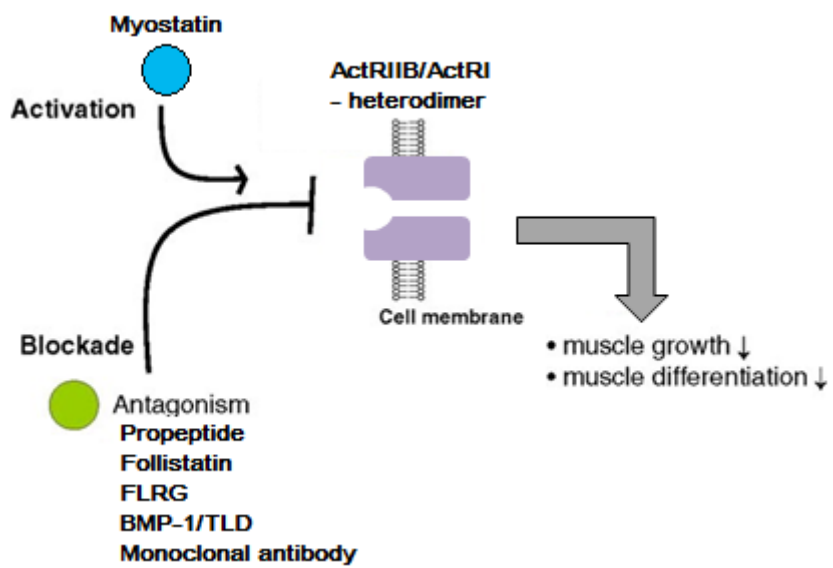 Myostatin
ActRIIB/ActRI
- heterodimer
Activation
Cell membrane
Blockade
• muscle growth ↓
• muscle differentiation ↓
Antagonism
Propeptide
Follistatin
FLRG
BMP-1/TLD
Monoclonal antibody